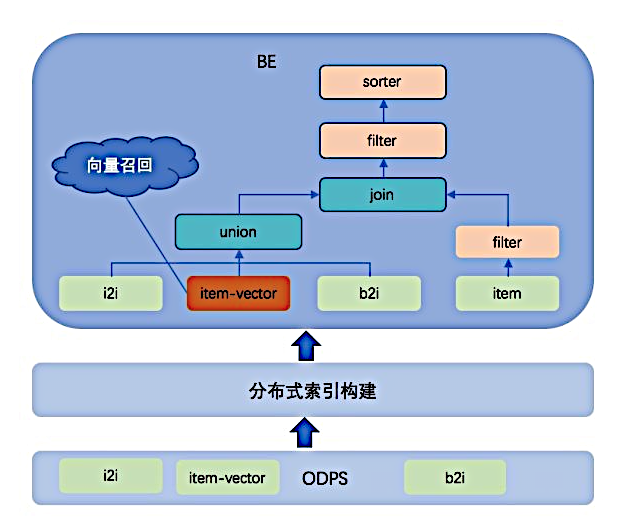 BE
sorter
filter
向量召回
join
union
filter
i2i
item-vector
b2i
item
分布式索引构建
i2i
item-vector
ODPS
b2i